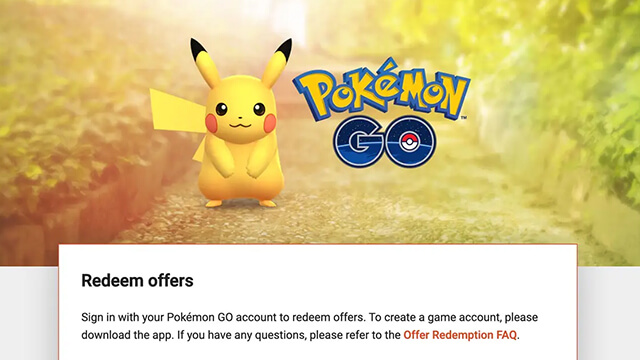 POKéMON
GO
Redeem offers
Sign in with your Pokémon GO account to redeem offers. To create a game account, please
download the app. If you have any questions, please refer to the Offer Redemption FAQ.